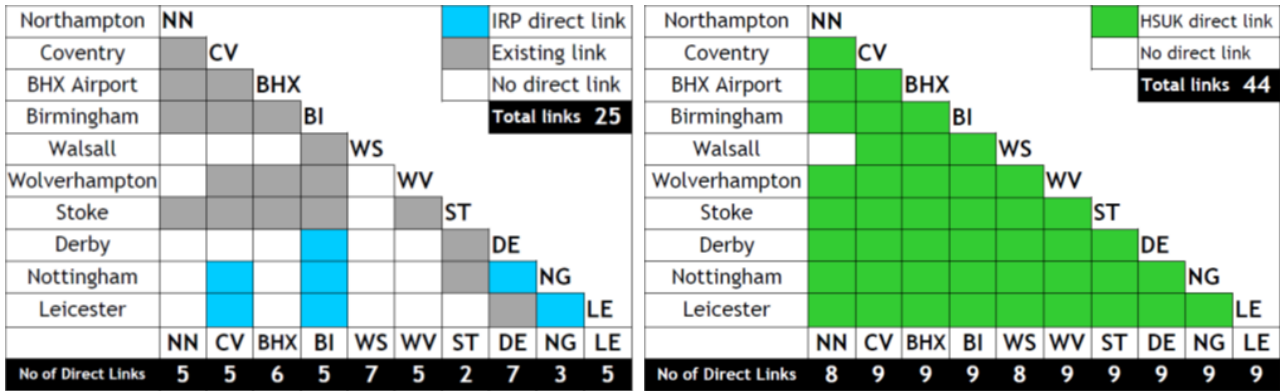 Northampton NN IRP direct link
Coventry CV Existing link
BHX Airport BHX No direct link
Birmingham BI Total links 25
Walsall WS
Wolverhampton WV
Stoke ST
Derby DE
Nottingham NG
Leicester LE
NN CV BHX BI WS WV ST DE NG LE
No of Direct Links 5 5 6 5 7 5 2 7 3 5
Northampton NN HSUK direct link
Coventry CV No direct link
BHX Airport BHX Total links 44
Birmingham BI
Walsall WS
Wolverhampton WV
Stoke ST
Derby DE
Nottingham NG
Leicester LE
NN CV BHX BI WS WV ST DE NG LE
No of Direct Links 8 9 9 9 8 9 9 9 9 9